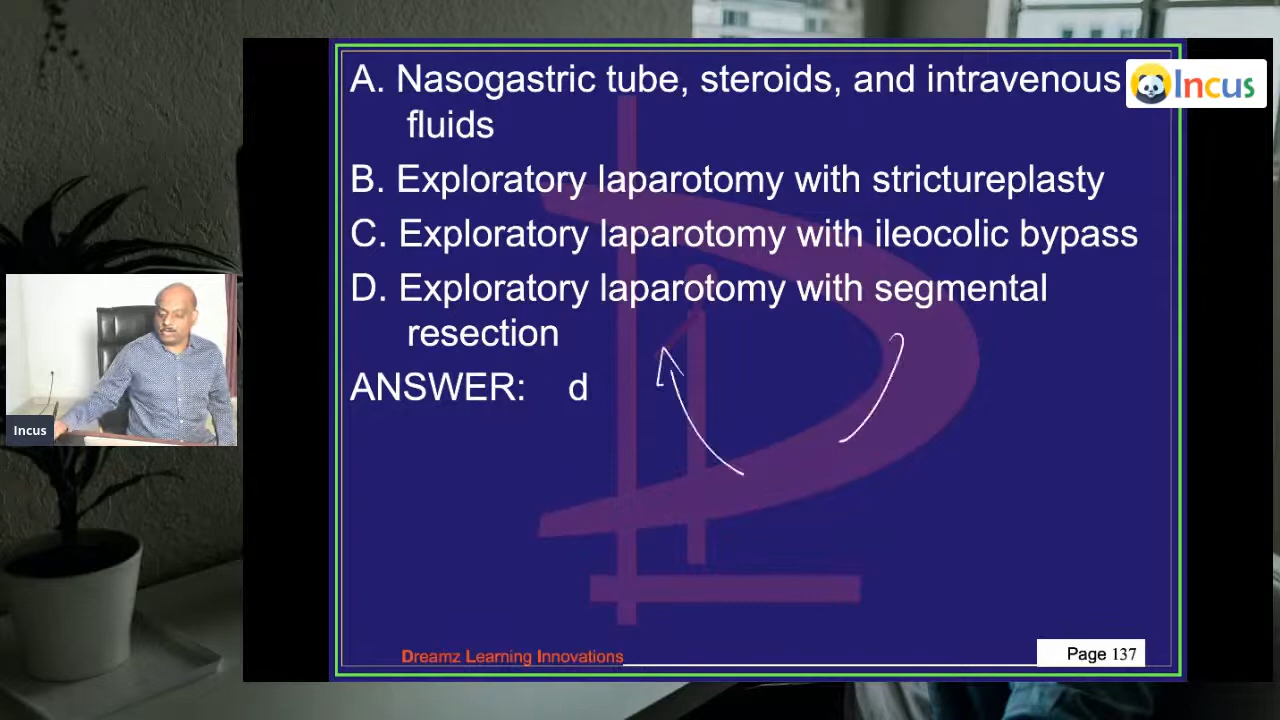 A. Nasogastric tube, steroids, and intravenous
fluids
B. Exploratory laparotomy with strictureplasty
C. Exploratory laparotomy with ileocolic bypass
D. Exploratory laparotomy with segmental
resection
ANSWER: d
Incus
Incus
Dreamz Learning Innovations
Page 137